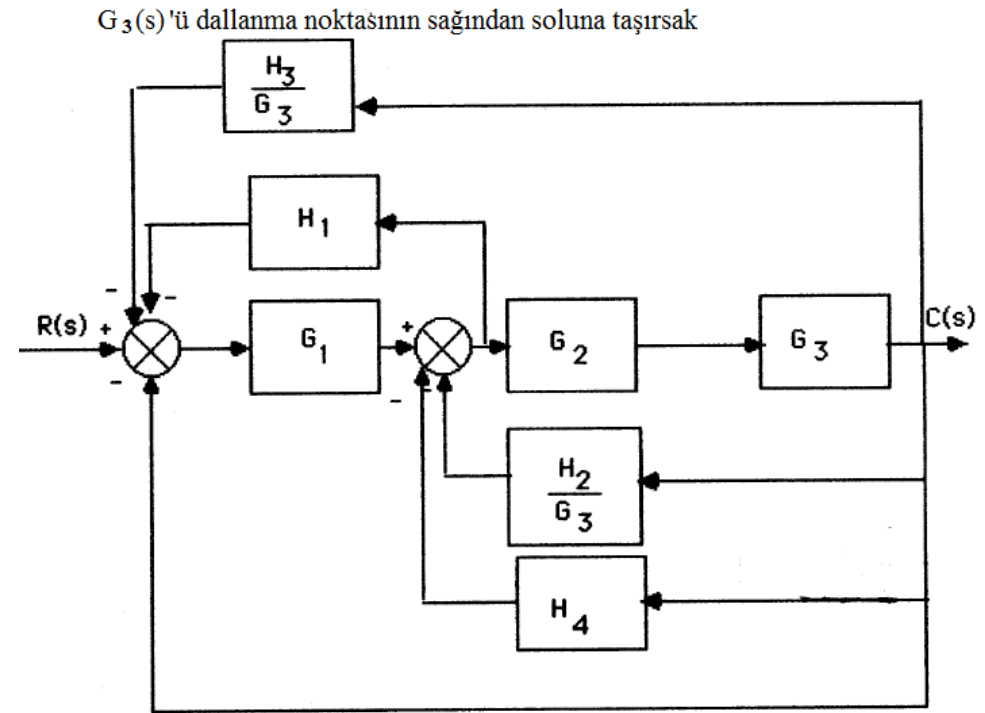 G3(s)'ü dallanma noktasının sağından soluna taşırsak
H3
G3
H1
-
-
R(s)
+
G1
+
G2
G3
C(s)
-
-
-
H2
G3
H4